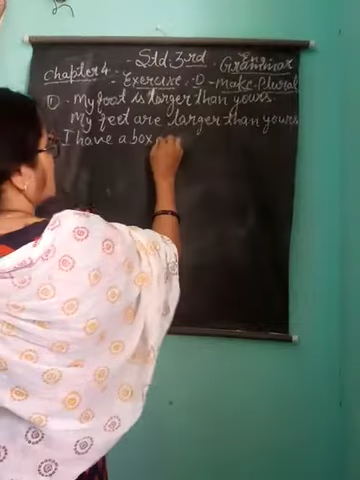 Std. 3rd. Eng.
Chapter 4. Grammar
Exercise :- D - Make Plural
① . My foot is larger than yours.
My feet are larger than yours
I have a box